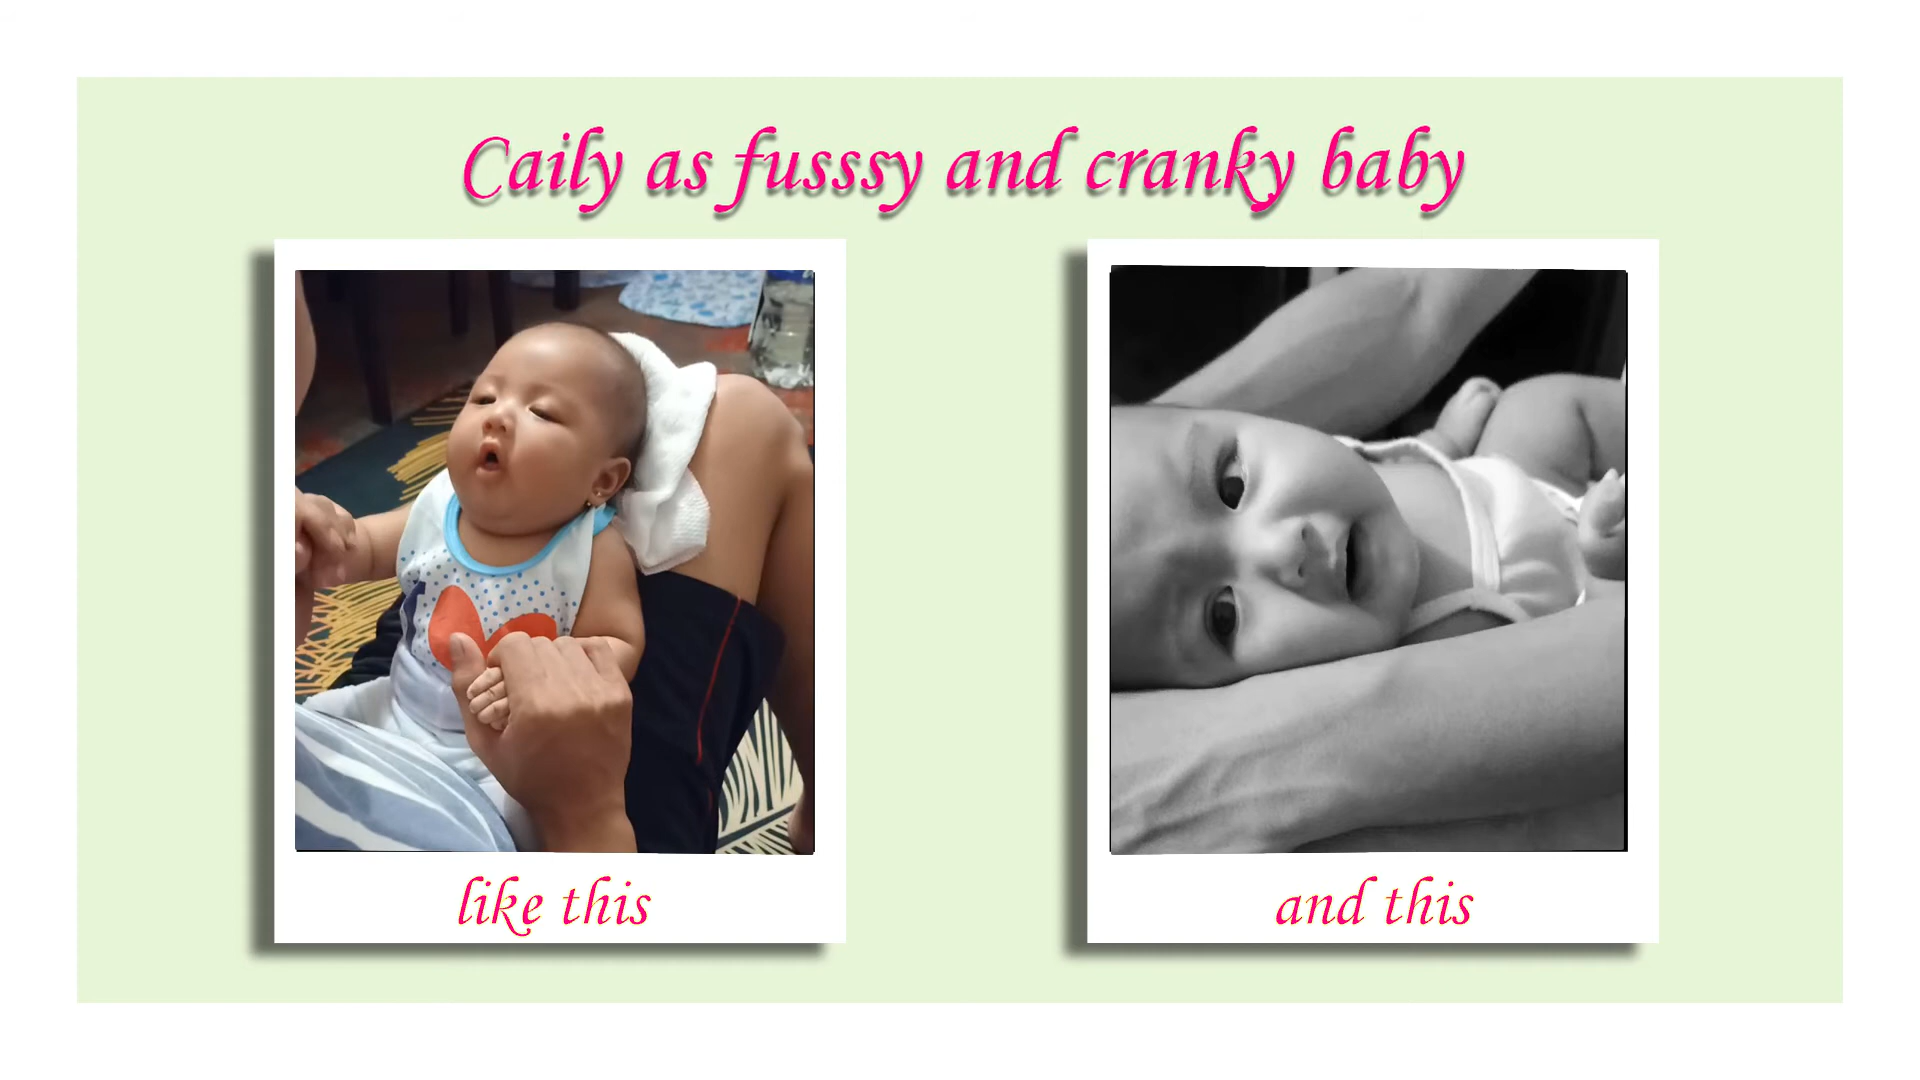 Caily as fusssy and cranky baby
like this
and this